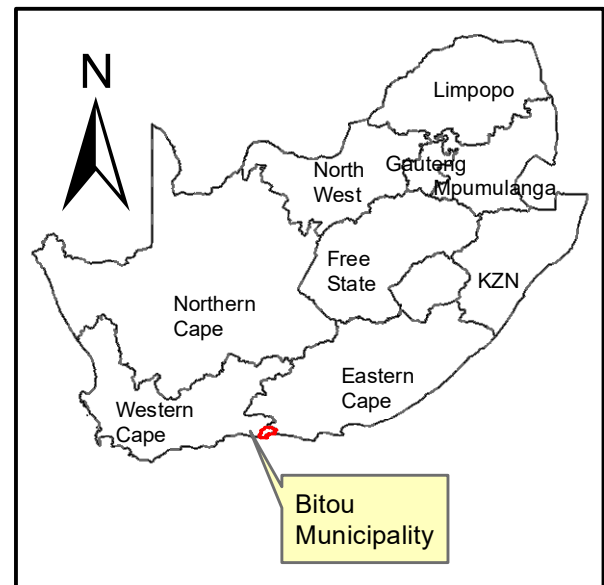 N
Limpopo
North
West
Gauteng
Mpumulanga
Free
State
KZN
Northern
Cape
Eastern
Cape
Western
Cape
Bitou
Municipality